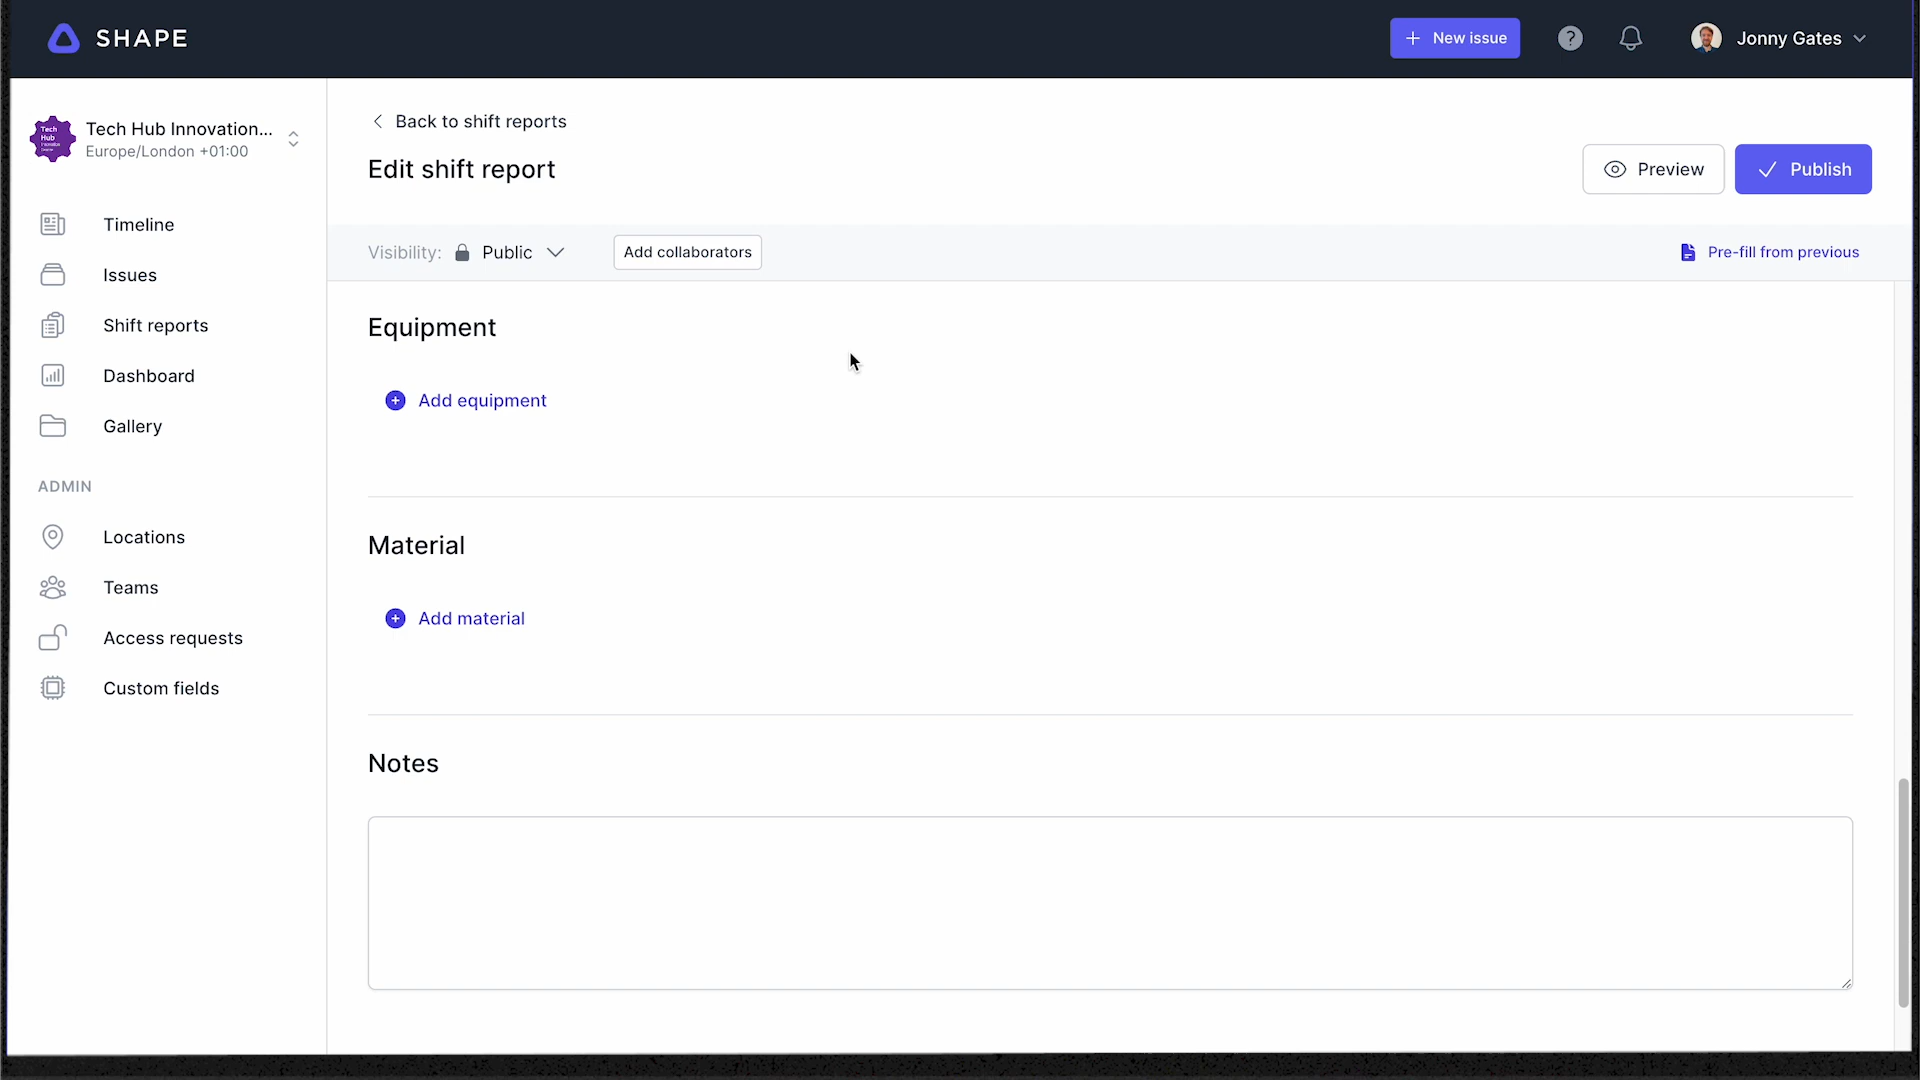 SHAPE
New issue
Jonny Gates
Tech Hub
Tech Hub Innovation...
Europe/London +01:00
Timeline
Issues
Shift reports
Dashboard
Gallery
ADMIN
Locations
Teams
Access requests
Custom fields
Back to shift reports
Edit shift report
Preview
Publish
Visibility: Public
Add collaborators
Pre-fill from previous
Equipment
Add equipment
Material
Add material
Notes